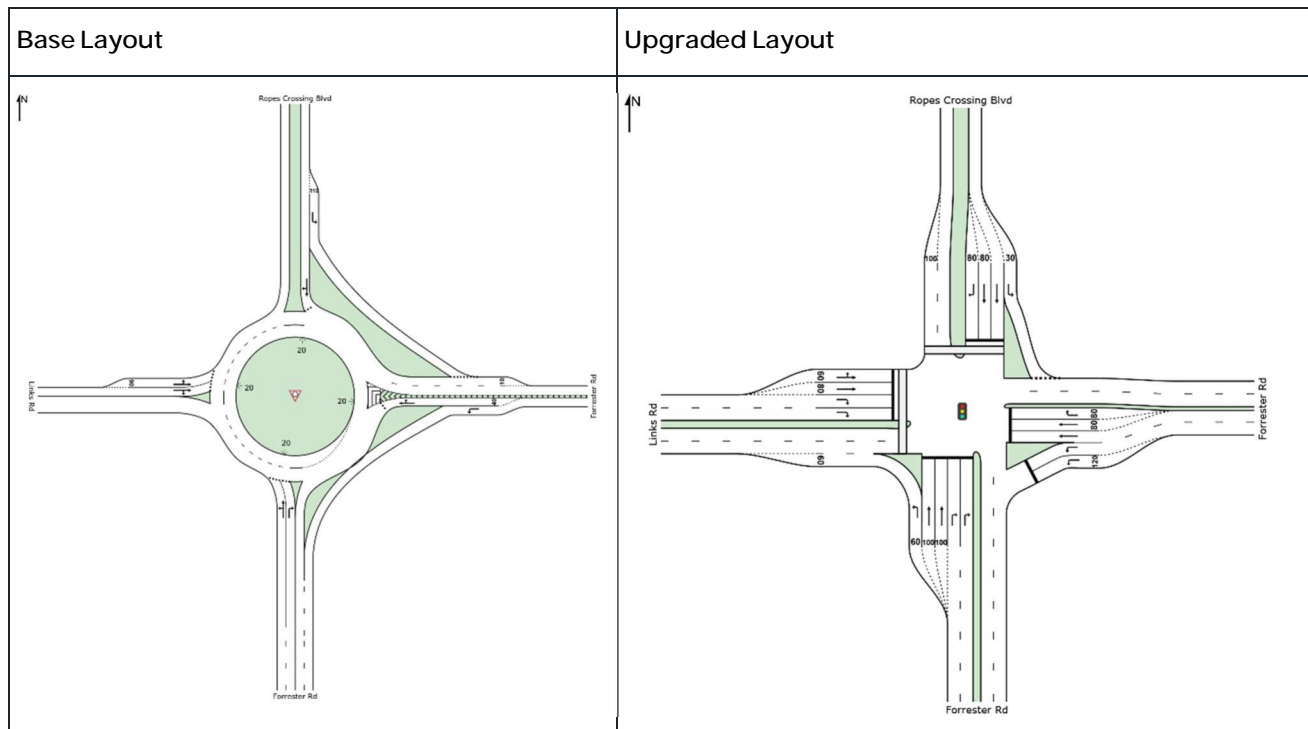 Base Layout
Upgraded Layout
N
Ropes Crossing Blvd
20
20
20
Links Rd
Forrester Rd
20
Forrester Rd
N
Ropes Crossing Blvd
100
80 80
30
60
80
Links Rd
Forrester Rd
80
80
60
120
60 100 100
Forrester Rd